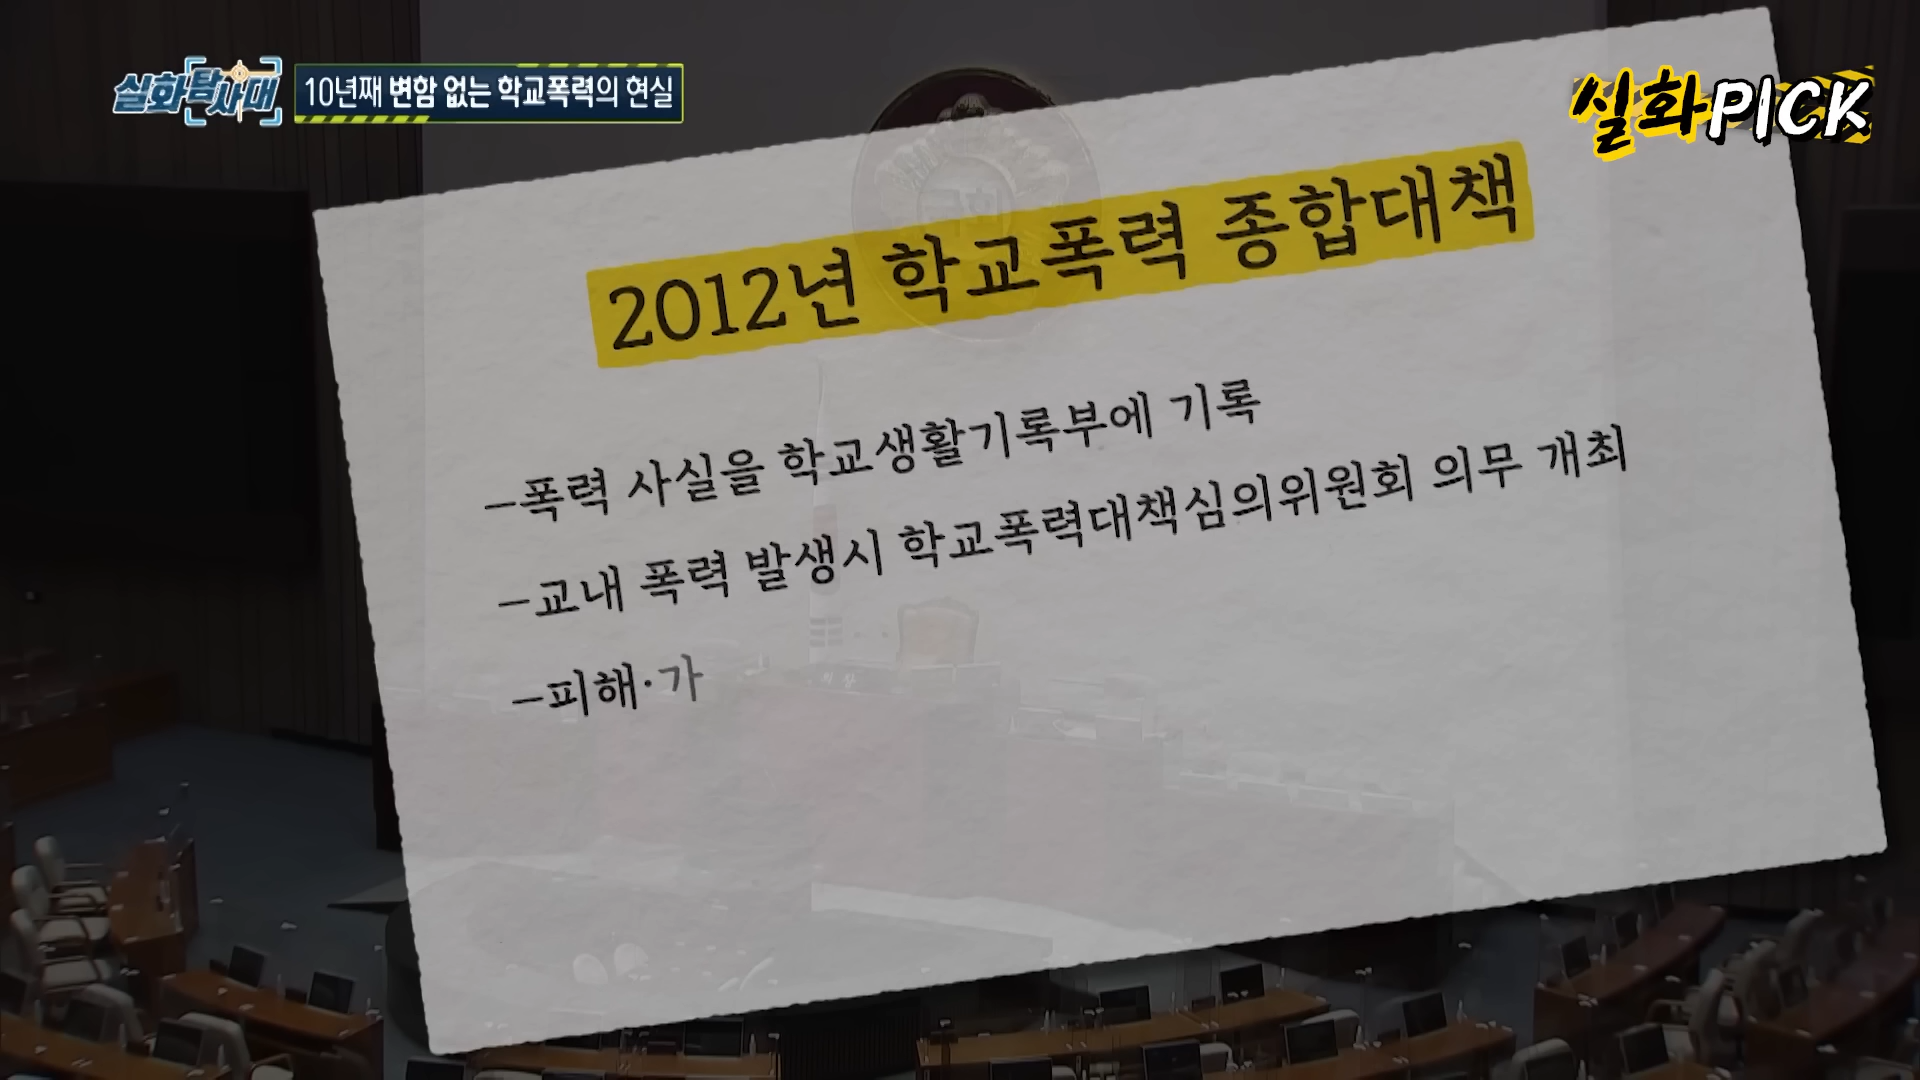 실화탐사대
10년째 변함 없는 학교폭력의 현실
실화PICK
국회
2012년 학교폭력 종합대책
-폭력 사실을 학교생활기록부에 기록
-교내 폭력 발생시 학교폭력대책심의위원회 의무 개최
-피해·가
의장